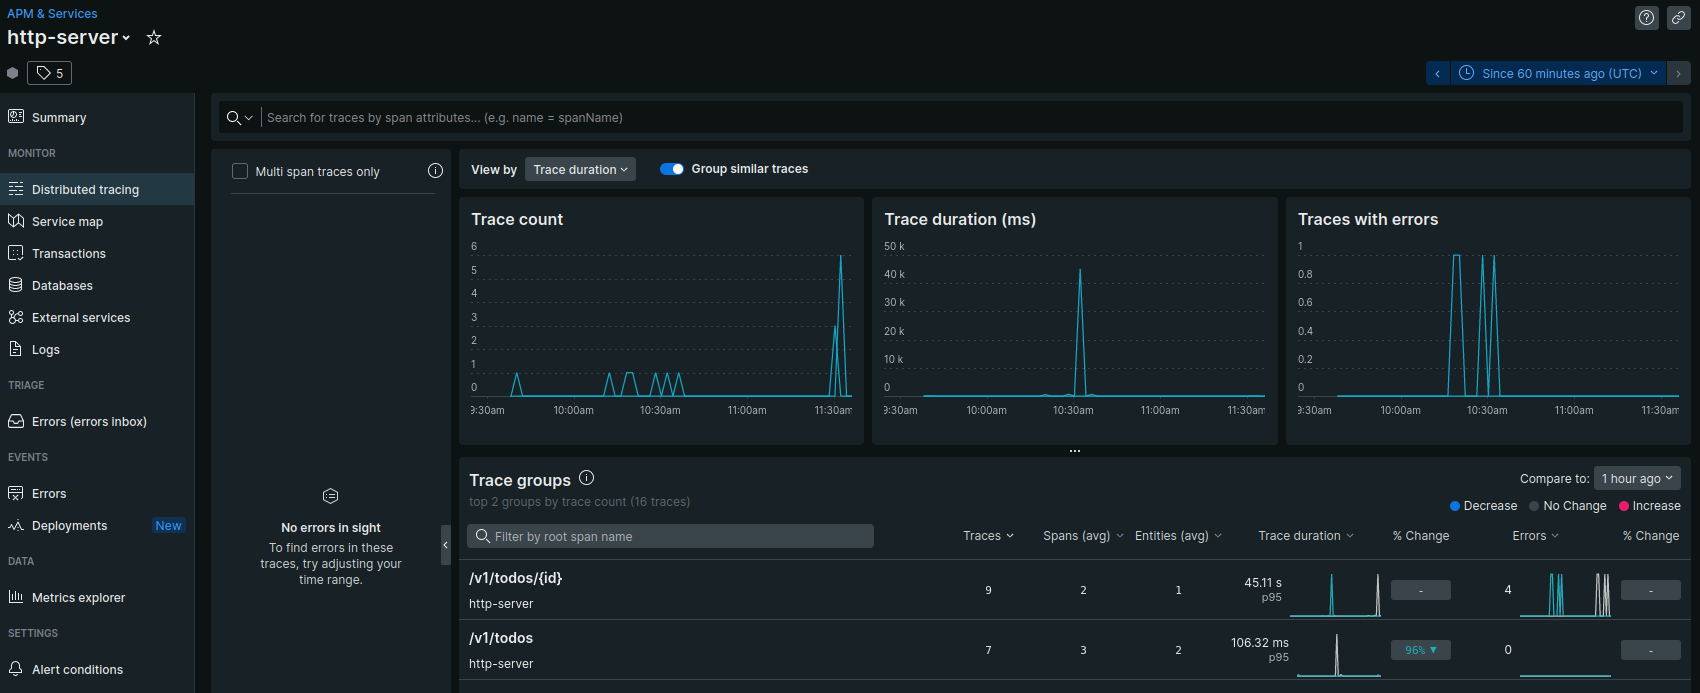 APM & Services
http-server
5
Since 60 minutes ago (UTC)
Summary
MONITOR
Distributed tracing
Service map
Transactions
Databases
External services
Logs
TRIAGE
Errors (errors inbox)
EVENTS
Errors
Deployments New
DATA
Metrics explorer
SETTINGS
Alert conditions
Search for traces by span attributes... (e.g. name = spanName)
Multi span traces only
No errors in sight
To find errors in these
traces, try adjusting your
time range.
View by Trace duration Group similar traces
Trace count
6
5
4
3
2
1
0
9:30am 10:00am 10:30am 11:00am 11:30am
Trace duration (ms)
50 k
40 k
30 k
20 k
10 k
0
9:30am 10:00am 10:30am 11:00am 11:30am
Traces with errors
1
0.8
0.6
0.4
0.2
0
9:30am 10:00am 10:30am 11:00am 11:30am
Trace groups
top 2 groups by trace count (16 traces)
Compare to: 1 hour ago
Decrease No Change Increase
Filter by root span name
Traces Spans (avg) Entities (avg) Trace duration % Change Errors % Change
/v1/todos/{id}
http-server
9 2 1 45.11 s
p95
- 4 -
/v1/todos
http-server
7 3 2 106.32 ms
p95
96% ▼ 0 -